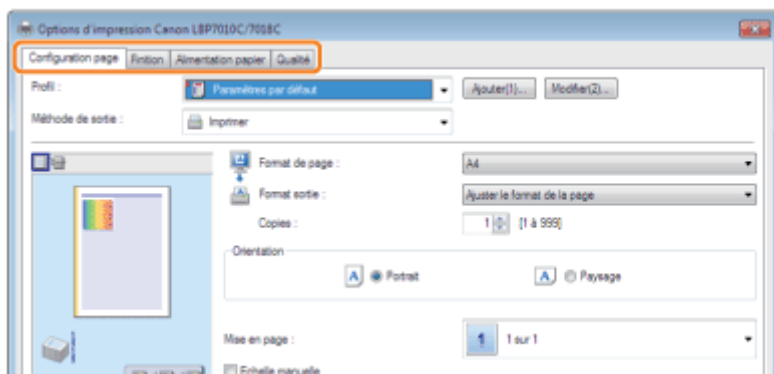 Options d'impression Canon LBP7010C/7018C
Configuration page Finition Alimentation papier Qualité
Profil : Paramètres par défaut Ajouter(1)... Modifier(2)...
Méthode de sortie : Imprimer
Format de page : A4
Format sortie : Ajuster le format de la page
Copies : 1 [1 à 999]
Orientation
A Portrait A Paysage
Mise en page : 1 1 sur 1
Echelle manuelle